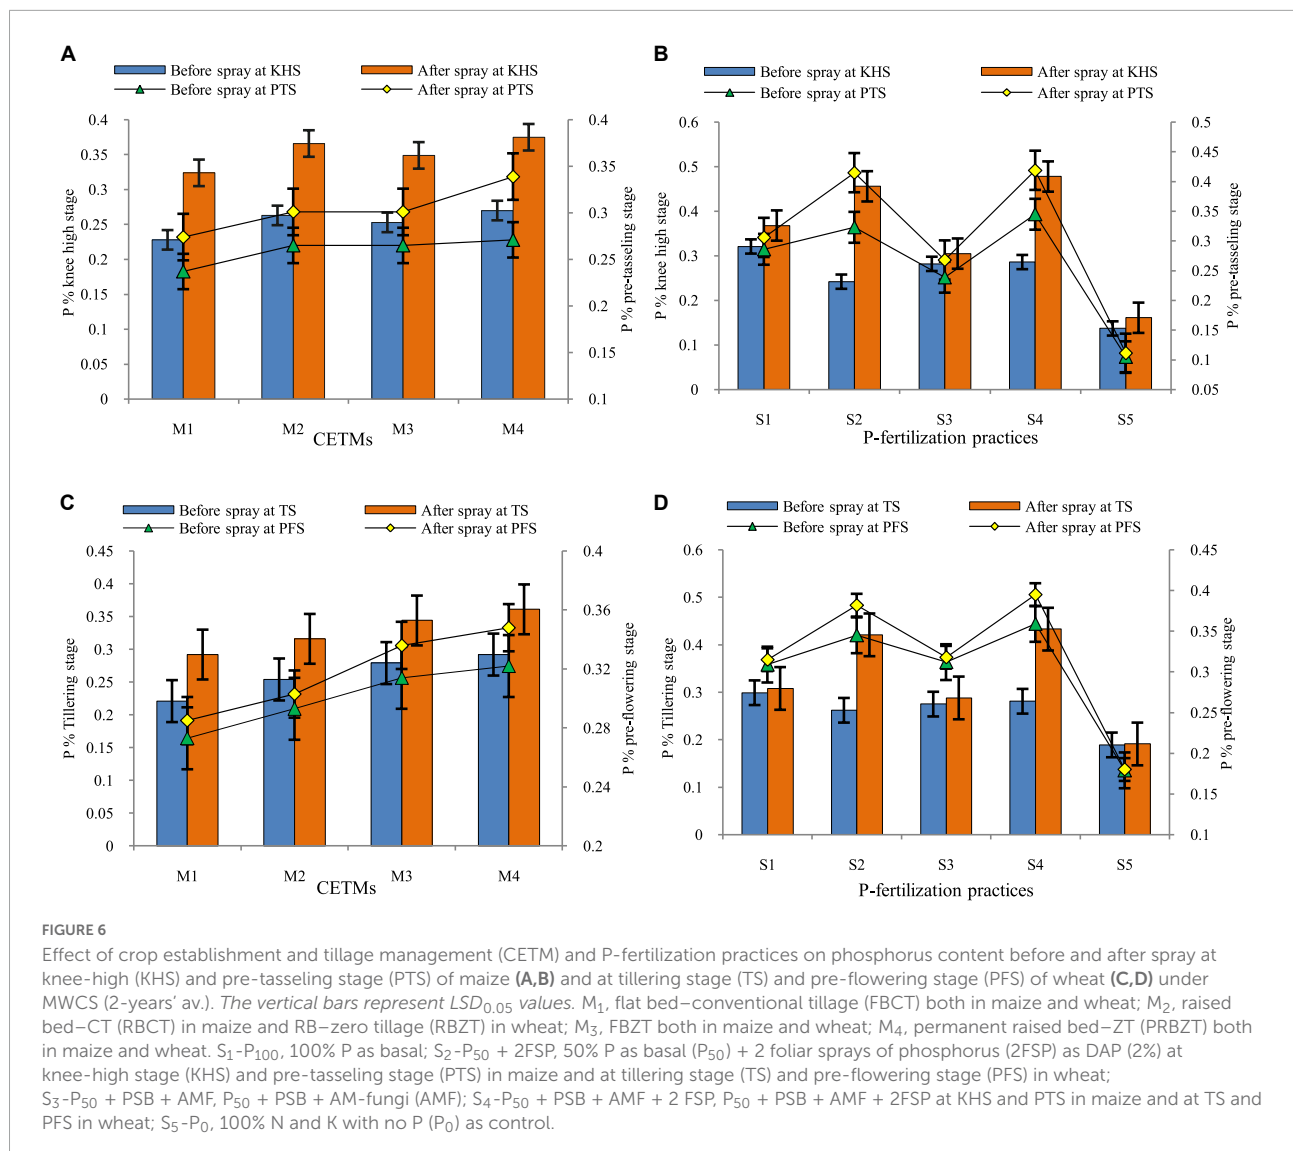 A
Before spray at KHS
After spray at KHS
Before spray at PTS
After spray at PTS
0.4
0.35
0.3
0.25
0.2
0.15
0.1
0.05
0
P % knee high stage
0.4
0.35
0.3
0.25
0.2
0.15
0.1
P % pre-tasseling stage
M1
M2
M3
M4
CETMs
B
Before spray at KHS
After spray at KHS
Before spray at PTS
After spray at PTS
0.6
0.5
0.4
0.3
0.2
0.1
0
P % knee high stage
0.5
0.45
0.4
0.35
0.3
0.25
0.2
0.15
0.1
0.05
P % pre-tasseling stage
S1
S2
S3
S4
S5
P-fertilization practices
C
Before spray at TS
After spray at TS
Before spray at PFS
After spray at PFS
0.45
0.4
0.35
0.3
0.25
0.2
0.15
0.1
0.05
0
P % Tillering stage
0.4
0.36
0.32
0.28
0.24
0.2
P % pre-flowering stage
M1
M2
M3
M4
CETMs
D
Before spray at TS
After spray at TS
Before spray at PFS
After spray at PFS
0.6
0.5
0.4
0.3
0.2
0.1
0
P % Tillering stage
0.45
0.4
0.35
0.3
0.25
0.2
0.15
0.1
P % pre-flowering stage
S1
S2
S3
S4
S5
P-fertilization practices
FIGURE 6
Effect of crop establishment and tillage management (CETM) and P-fertilization practices on phosphorus content before and after spray at
knee-high (KHS) and pre-tasseling stage (PTS) of maize (A,B) and at tillering stage (TS) and pre-flowering stage (PFS) of wheat (C,D) under
MWCS (2-years’ av.). The vertical bars represent LSD0.05 values. M1, flat bed–conventional tillage (FBCT) both in maize and wheat; M2, raised
bed–CT (RBCT) in maize and RB–zero tillage (RBZT) in wheat; M3, FBZT both in maize and wheat; M4, permanent raised bed–ZT (PRBZT) both
in maize and wheat. S1-P100, 100% P as basal; S2-P50 + 2FSP, 50% P as basal (P50) + 2 foliar sprays of phosphorus (2FSP) as DAP (2%) at
knee-high stage (KHS) and pre-tasseling stage (PTS) in maize and at tillering stage (TS) and pre-flowering stage (PFS) in wheat;
S3-P50 + PSB + AMF, P50 + PSB + AM-fungi (AMF); S4-P50 + PSB + AMF + 2 FSP, P50 + PSB + AMF + 2FSP at KHS and PTS in maize and at TS and
PFS in wheat; S5-P0, 100% N and K with no P (P0) as control.